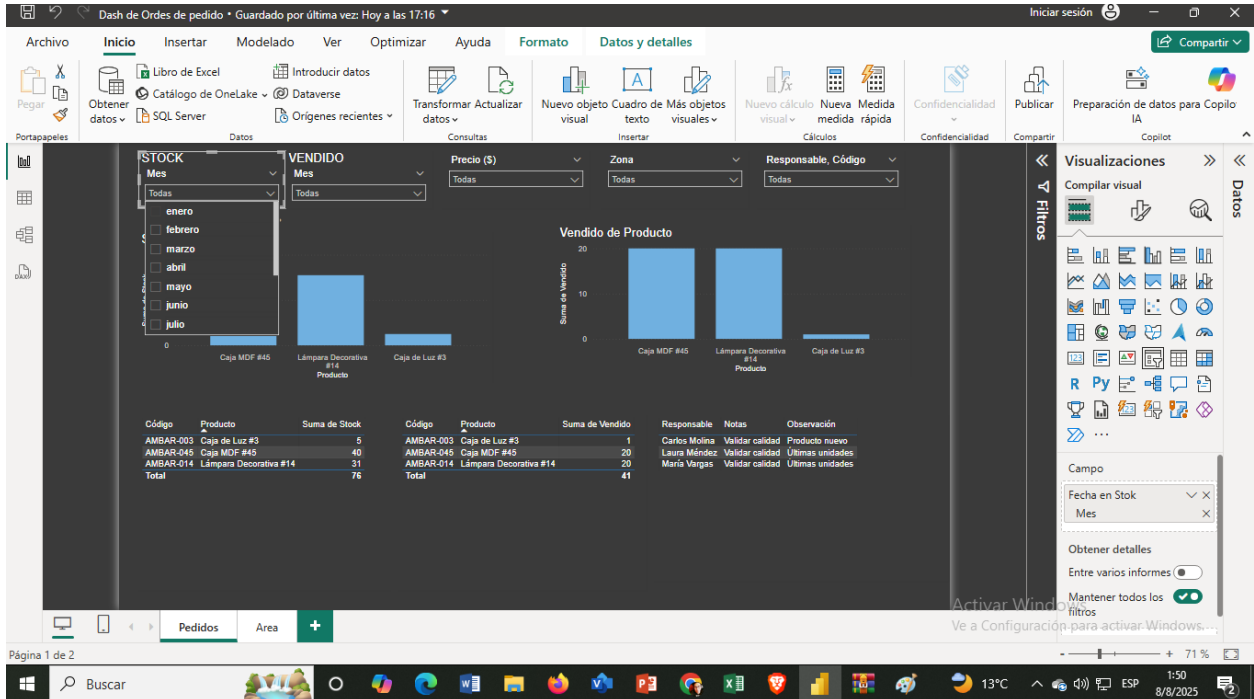 Dash de Ordes de pedido • Guardado por última vez: Hoy a las 17:16
Iniciar sesión
Archivo Inicio Insertar Modelado Ver Optimizar Ayuda Formato Datos y detalles
Compartir
Pegar
Portapapeles
Obtener datos
Libro de Excel
Catálogo de OneLake
SQL Server
Introducir datos
Dataverse
Orígenes recientes
Datos
Transformar datos
Actualizar
Consultas
Nuevo objeto visual
Cuadro de texto
Más objetos visuales
Insertar
Nuevo cálculo visual
Nueva medida
Medida rápida
Cálculos
Confidencialidad
Confidencialidad
Publicar
Compartir
Preparación de datos para Copilo
IA
Copilot
STOCK
Mes
Todas
enero
febrero
marzo
abril
mayo
junio
julio
VENDIDO
Mes
Todas
Precio ($)
Todas
Zona
Todas
Responsable, Código
Todas
0
Caja MDF #45
Lámpara Decorativa #14
Caja de Luz #3
Producto
Vendido de Producto
Suma de Vendido
20
10
0
Caja MDF #45
Lámpara Decorativa #14
Caja de Luz #3
Producto
Código Producto Suma de Stock
AMBAR-003 Caja de Luz #3 5
AMBAR-045 Caja MDF #45 40
AMBAR-014 Lámpara Decorativa #14 31
Total 76
Código Producto Suma de Vendido
AMBAR-003 Caja de Luz #3 1
AMBAR-045 Caja MDF #45 20
AMBAR-014 Lámpara Decorativa #14 20
Total 41
Responsable Notas Observación
Carlos Molina Validar calidad Producto nuevo
Laura Méndez Validar calidad Últimas unidades
María Vargas Validar calidad Últimas unidades
Filtros
Visualizaciones
Compilar visual
123
R Py
Campo
Fecha en Stok
Mes
Obtener detalles
Entre varios informes
Mantener todos los filtros
Datos
Activar Windows
Ve a Configuración para activar Windows.
Pedidos Area
Página 1 de 2
71 %
Buscar
13°C
ESP
1:50
8/8/2025
2